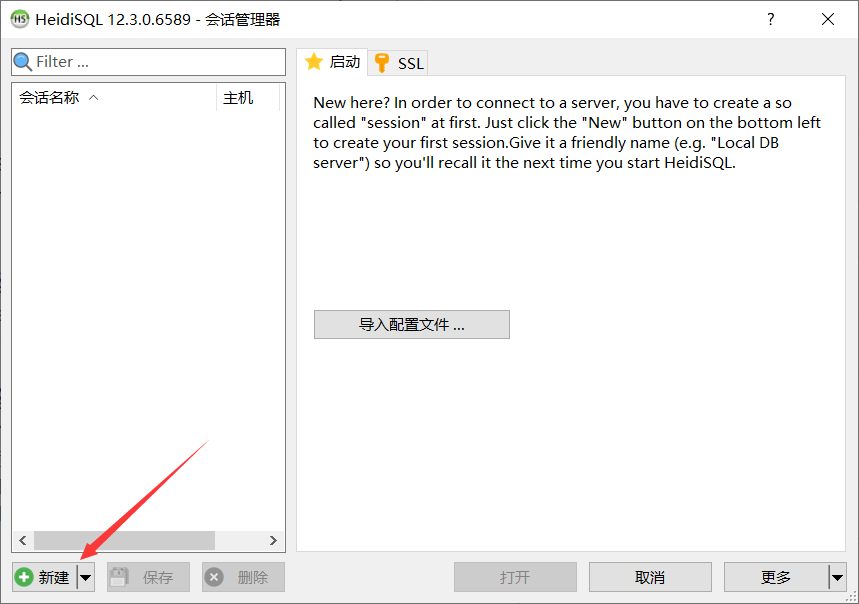 HeidiSQL 12.3.0.6589 - 会话管理器
?
Filter ...
会话名称 主机
启动 SSL
New here? In order to connect to a server, you have to create a so
called "session" at first. Just click the "New" button on the bottom left
to create your first session.Give it a friendly name (e.g. "Local DB
server") so you'll recall it the next time you start HeidiSQL.
导入配置文件 ...
新建 保存 删除 打开 取消 更多